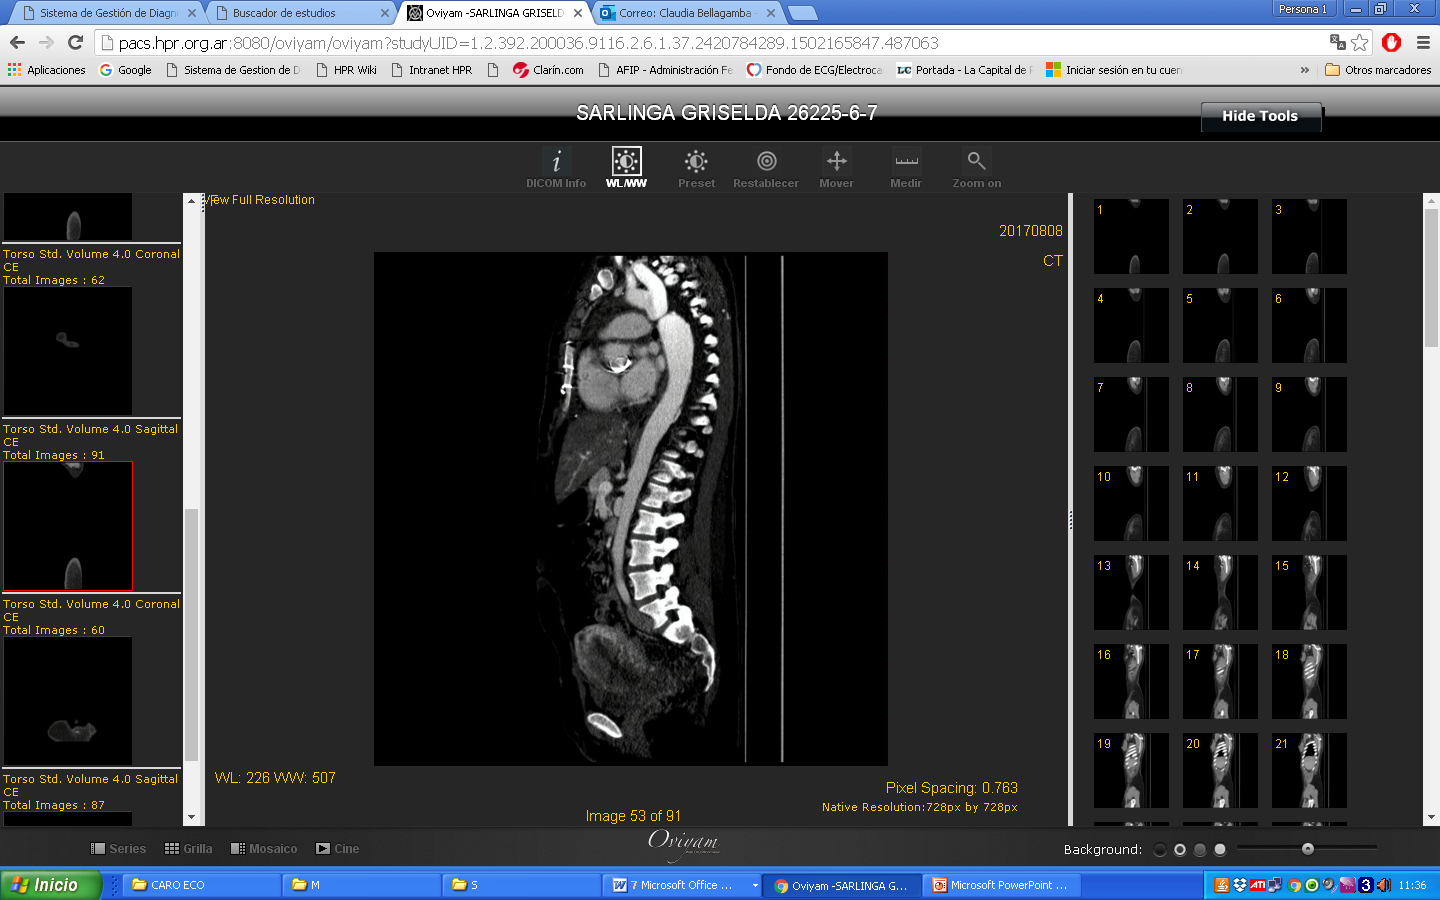 Sistema de Gestión de Diagn
Buscador de estudios
Oviyam -SARLINGA GRISELD
Correo: Claudia Bellagamba -
Persona 1
pacs.hpr.org.ar:8080/oviyam/oviyam?studyUID=1.2.392.200036.9116.2.6.1.37.2420784289.1502165847.487063
Aplicaciones
Google
Sistema de Gestion de D
HPR Wiki
Intranet HPR
Clarín.com
AFIP - Administración Fe
Fondo de ECG/Electroca
LC Portada - La Capital de R
Iniciar sesión en tu cuen
»
Otros marcadores
SARLINGA GRISELDA 26225-6-7
Hide Tools
DICOM Info
WL/WW
Preset
Restablecer
Mover
Medir
Zoom on
Torso Std. Volume 4.0 Coronal
CE
Total Images : 62
Torso Std. Volume 4.0 Sagittal
CE
Total Images : 91
Torso Std. Volume 4.0 Coronal
CE
Total Images : 60
Torso Std. Volume 4.0 Sagittal
CE
Total Images : 87
Full Resolution
20170808
CT
WL: 226 WW: 507
Pixel Spacing: 0.763
Native Resolution:728px by 728px
Image 53 of 91
1
2
3
4
5
6
7
8
9
10
11
12
13
14
15
16
17
18
19
20
21
Series
Grilla
Mosaico
Cine
Oviyam
Background:
Inicio
CARO ECO
M
S
7 Microsoft Office ...
Oviyam -SARLINGA G...
Microsoft PowerPoint ...
ATI
3
11:36